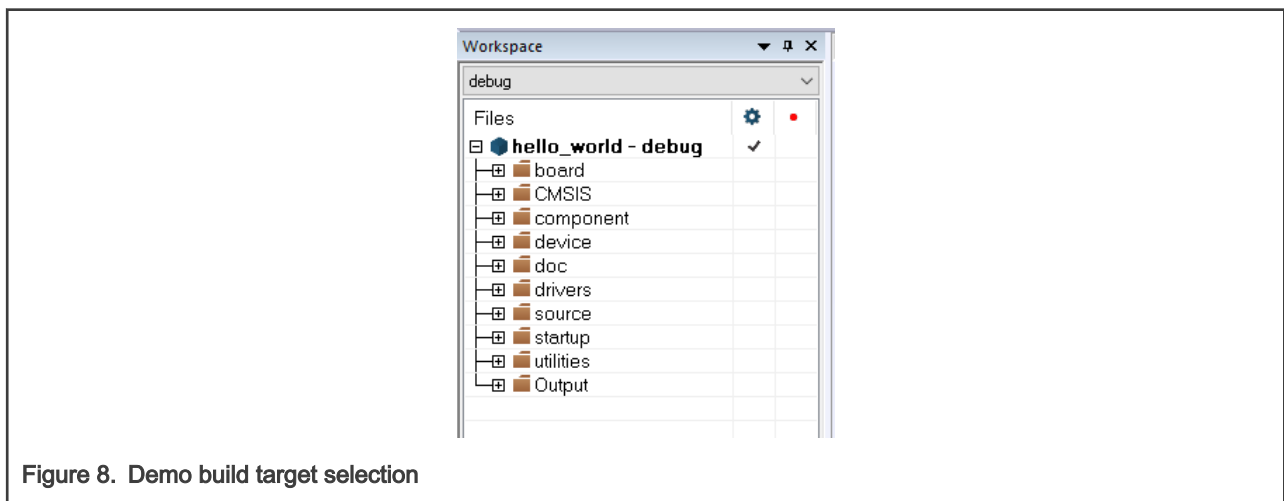 Workspace
debug
Files
hello_world - debug
board
CMSIS
component
device
doc
drivers
source
startup
utilities
Output
Figure 8. Demo build target selection